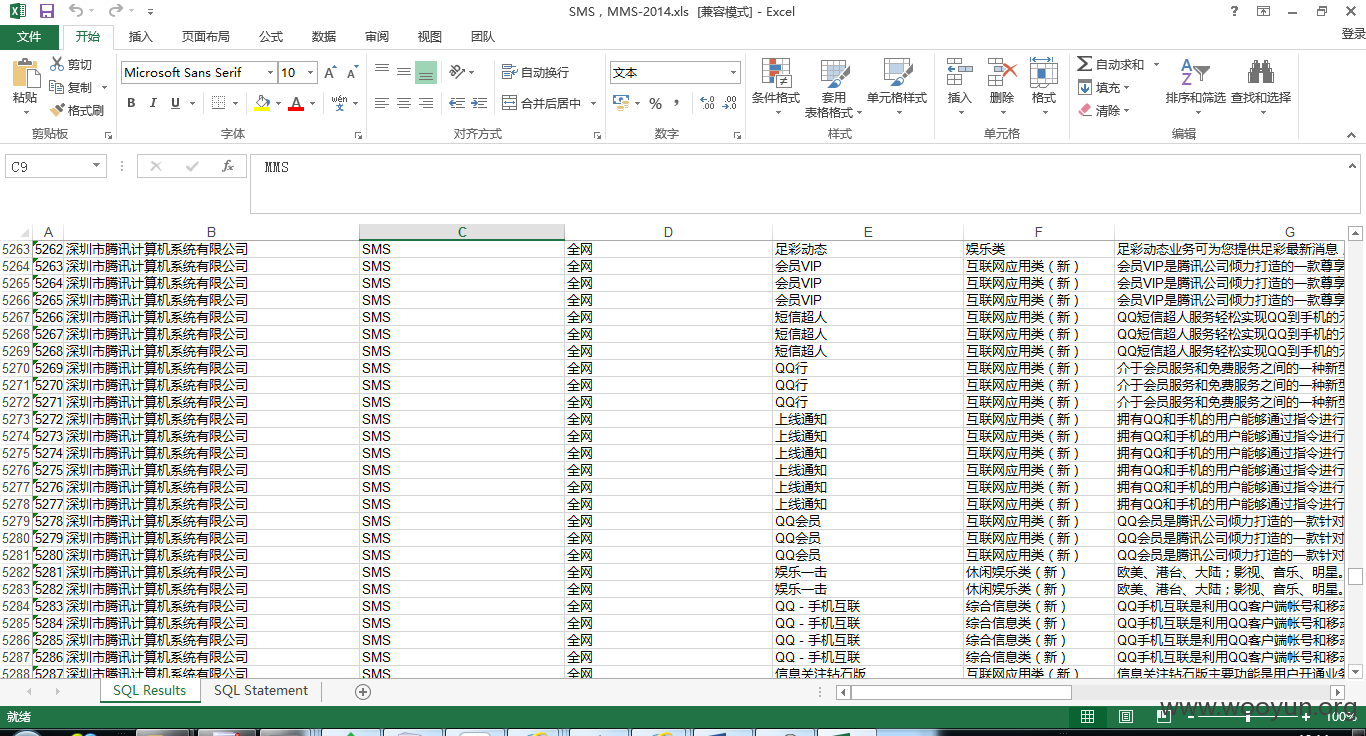 SMS，MMS-2014.xls [兼容模式] - Excel
文件 开始 插入 页面布局 公式 数据 审阅 视图 团队 登录
剪切
复制
格式刷
粘贴
剪贴板
Microsoft Sans Serif 10 A A
B I U A wén
字体
自动换行
合并后居中
对齐方式
文本
%
数字
条件格式 套用 表格格式 单元格样式
样式
插入 删除 格式
单元格
自动求和
填充
清除
排序和筛选 查找和选择
编辑
C9 fx MMS
A B C D E F G
5263 5262 深圳市腾讯计算机系统有限公司 SMS 全网 足彩动态 娱乐类 足彩动态业务可为您提供足彩最新消息
5264 5263 深圳市腾讯计算机系统有限公司 SMS 全网 会员VIP 互联网应用类（新） 会员VIP是腾讯公司倾力打造的一款尊享
5265 5264 深圳市腾讯计算机系统有限公司 SMS 全网 会员VIP 互联网应用类（新） 会员VIP是腾讯公司倾力打造的一款尊享
5266 5265 深圳市腾讯计算机系统有限公司 SMS 全网 会员VIP 互联网应用类（新） 会员VIP是腾讯公司倾力打造的一款尊享
5267 5266 深圳市腾讯计算机系统有限公司 SMS 全网 短信超人 互联网应用类（新） QQ短信超人服务轻松实现QQ到手机的
5268 5267 深圳市腾讯计算机系统有限公司 SMS 全网 短信超人 互联网应用类（新） QQ短信超人服务轻松实现QQ到手机的
5269 5268 深圳市腾讯计算机系统有限公司 SMS 全网 短信超人 互联网应用类（新） QQ短信超人服务轻松实现QQ到手机的
5270 5269 深圳市腾讯计算机系统有限公司 SMS 全网 QQ行 互联网应用类（新） 介于会员服务和免费服务之间的一种新型
5271 5270 深圳市腾讯计算机系统有限公司 SMS 全网 QQ行 互联网应用类（新） 介于会员服务和免费服务之间的一种新型
5272 5271 深圳市腾讯计算机系统有限公司 SMS 全网 QQ行 互联网应用类（新） 介于会员服务和免费服务之间的一种新型
5273 5272 深圳市腾讯计算机系统有限公司 SMS 全网 上线通知 互联网应用类（新） 拥有QQ和手机的用户能够通过指令进行
5274 5273 深圳市腾讯计算机系统有限公司 SMS 全网 上线通知 互联网应用类（新） 拥有QQ和手机的用户能够通过指令进行
5275 5274 深圳市腾讯计算机系统有限公司 SMS 全网 上线通知 互联网应用类（新） 拥有QQ和手机的用户能够通过指令进行
5276 5275 深圳市腾讯计算机系统有限公司 SMS 全网 上线通知 互联网应用类（新） 拥有QQ和手机的用户能够通过指令进行
5277 5276 深圳市腾讯计算机系统有限公司 SMS 全网 上线通知 互联网应用类（新） 拥有QQ和手机的用户能够通过指令进行
5278 5277 深圳市腾讯计算机系统有限公司 SMS 全网 上线通知 互联网应用类（新） 拥有QQ和手机的用户能够通过指令进行
5279 5278 深圳市腾讯计算机系统有限公司 SMS 全网 QQ会员 互联网应用类（新） QQ会员是腾讯公司倾力打造的一款针对
5280 5279 深圳市腾讯计算机系统有限公司 SMS 全网 QQ会员 互联网应用类（新） QQ会员是腾讯公司倾力打造的一款针对
5281 5280 深圳市腾讯计算机系统有限公司 SMS 全网 QQ会员 互联网应用类（新） QQ会员是腾讯公司倾力打造的一款针对
5282 5281 深圳市腾讯计算机系统有限公司 SMS 全网 娱乐一击 休闲娱乐类（新） 欧美、港台、大陆；影视、音乐、明星。
5283 5282 深圳市腾讯计算机系统有限公司 SMS 全网 娱乐一击 休闲娱乐类（新） 欧美、港台、大陆；影视、音乐、明星。
5284 5283 深圳市腾讯计算机系统有限公司 SMS 全网 QQ－手机互联 综合信息类（新） QQ手机互联是利用QQ客户端帐号和移
5285 5284 深圳市腾讯计算机系统有限公司 SMS 全网 QQ－手机互联 综合信息类（新） QQ手机互联是利用QQ客户端帐号和移
5286 5285 深圳市腾讯计算机系统有限公司 SMS 全网 QQ－手机互联 综合信息类（新） QQ手机互联是利用QQ客户端帐号和移
5287 5286 深圳市腾讯计算机系统有限公司 SMS 全网 QQ－手机互联 综合信息类（新） QQ手机互联是利用QQ客户端帐号和移
5288 5287 深圳市腾讯计算机系统有限公司 SMS 全网 信息关注钻石版 互联网应用类（新） 信息关注钻石版主要功能是用户开通业务
SQL Results SQL Statement
就绪 100%
www.wooyun.org